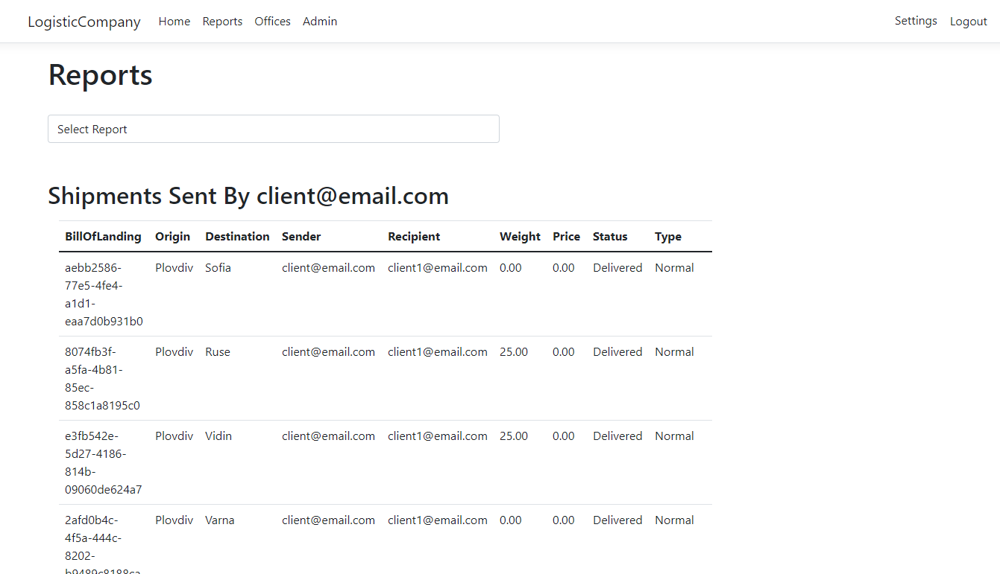 LogisticCompany Home Reports Offices Admin Settings Logout
Reports
Select Report
Shipments Sent By client@email.com
BillOfLanding Origin Destination Sender Recipient Weight Price Status Type
aebb2586- Plovdiv Sofia client@email.com client1@email.com 0.00 0.00 Delivered Normal
77e5-4fe4-
a1d1-
eaa7d0b931b0
8074fb3f- Plovdiv Ruse client@email.com client1@email.com 25.00 0.00 Delivered Normal
a5fa-4b81-
85ec-
858c1a8195c0
e3fb542e- Plovdiv Vidin client@email.com client1@email.com 25.00 0.00 Delivered Normal
5d27-4186-
814b-
09060de624a7
2afd0b4c- Plovdiv Varna client@email.com client1@email.com 0.00 0.00 Delivered Normal
4f5a-444c-
8202-